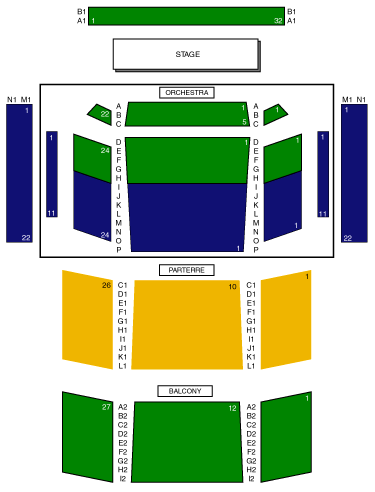 B1 B1
A1 1 32 A1
STAGE
ORCHESTRA
N1 M1 M1 N1
1 A 1 A 1
22 B B 1
C 5 C
1 D 1 D 1
24 E E 1
F F
G G
H H
I I
J J
K K
L L
11 M M 1 11
N N
22 24 O O 22
P 1 P
PARTERRE
26 C1 10 C1 1
D1 D1
E1 E1
F1 F1
G1 G1
H1 H1
I1 I1
J1 J1
K1 K1
L1 L1
BALCONY
27 A2 12 A2 1
B2 B2
C2 C2
D2 D2
E2 E2
F2 F2
G2 G2
H2 H2
I2 I2